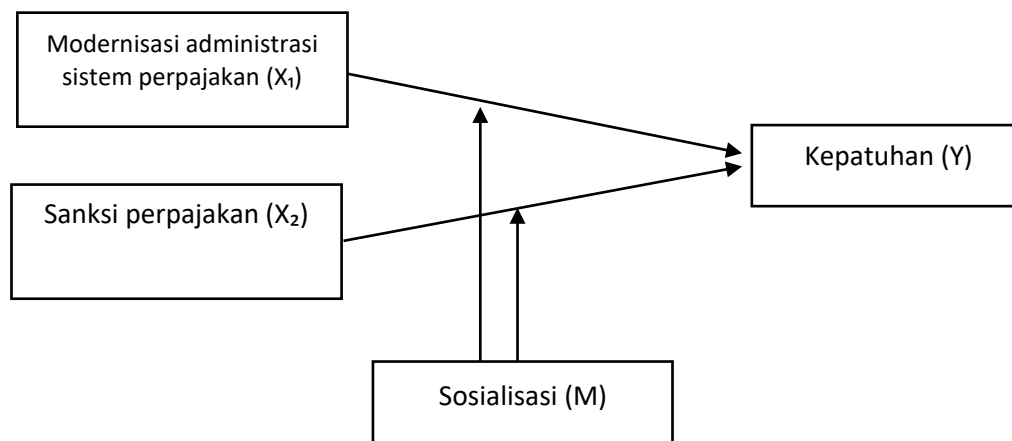 Modernisasi administrasi
sistem perpajakan (X₁)
Kepatuhan (Y)
Sanksi perpajakan (X₂)
Sosialisasi (M)